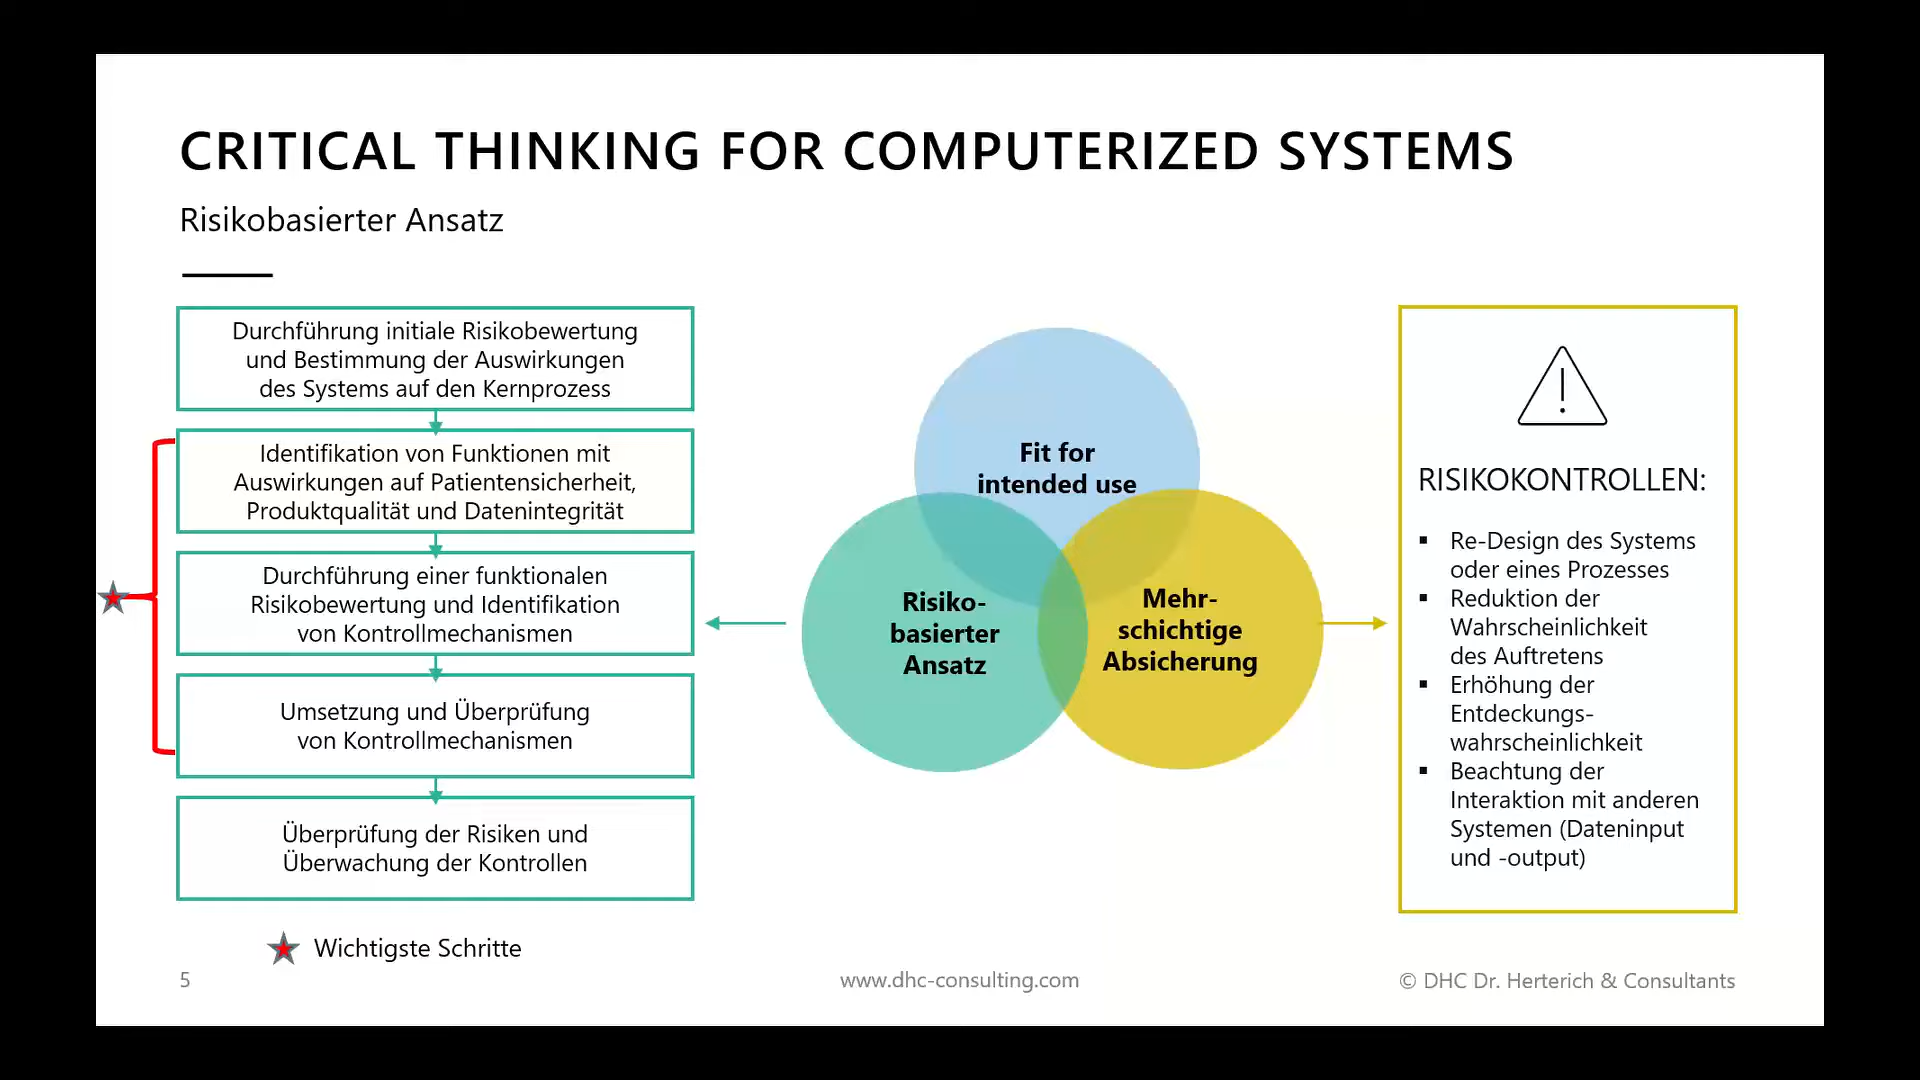 CRITICAL THINKING FOR COMPUTERIZED SYSTEMS
Risikobasierter Ansatz
Durchführung initiale Risikobewertung
und Bestimmung der Auswirkungen
des Systems auf den Kernprozess
Identifikation von Funktionen mit
Auswirkungen auf Patientensicherheit,
Produktqualität und Datenintegrität
Durchführung einer funktionalen
Risikobewertung und Identifikation
von Kontrollmechanismen
Umsetzung und Überprüfung
von Kontrollmechanismen
Überprüfung der Risiken und
Überwachung der Kontrollen
Wichtigste Schritte
Fit for
intended use
Risiko-
basierter
Ansatz
Mehr-
schichtige
Absicherung
RISIKOKONTROLLEN:
▪ Re-Design des Systems
oder eines Prozesses
▪ Reduktion der
Wahrscheinlichkeit
des Auftretens
▪ Erhöhung der
Entdeckungs-
wahrscheinlichkeit
▪ Beachtung der
Interaktion mit anderen
Systemen (Dateninput
und -output)
5
www.dhc-consulting.com
© DHC Dr. Herterich & Consultants